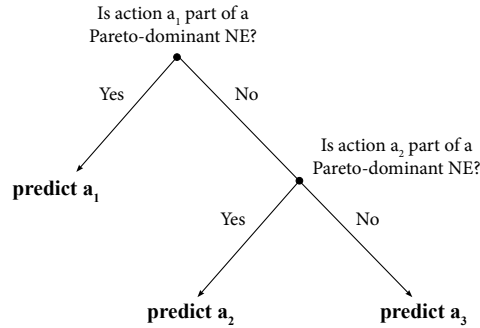 Is action a₁ part of a
Pareto-dominant NE?
Yes
No
Is action a₂ part of a
Pareto-dominant NE?
predict a₁
Yes
No
predict a₂
predict a₃